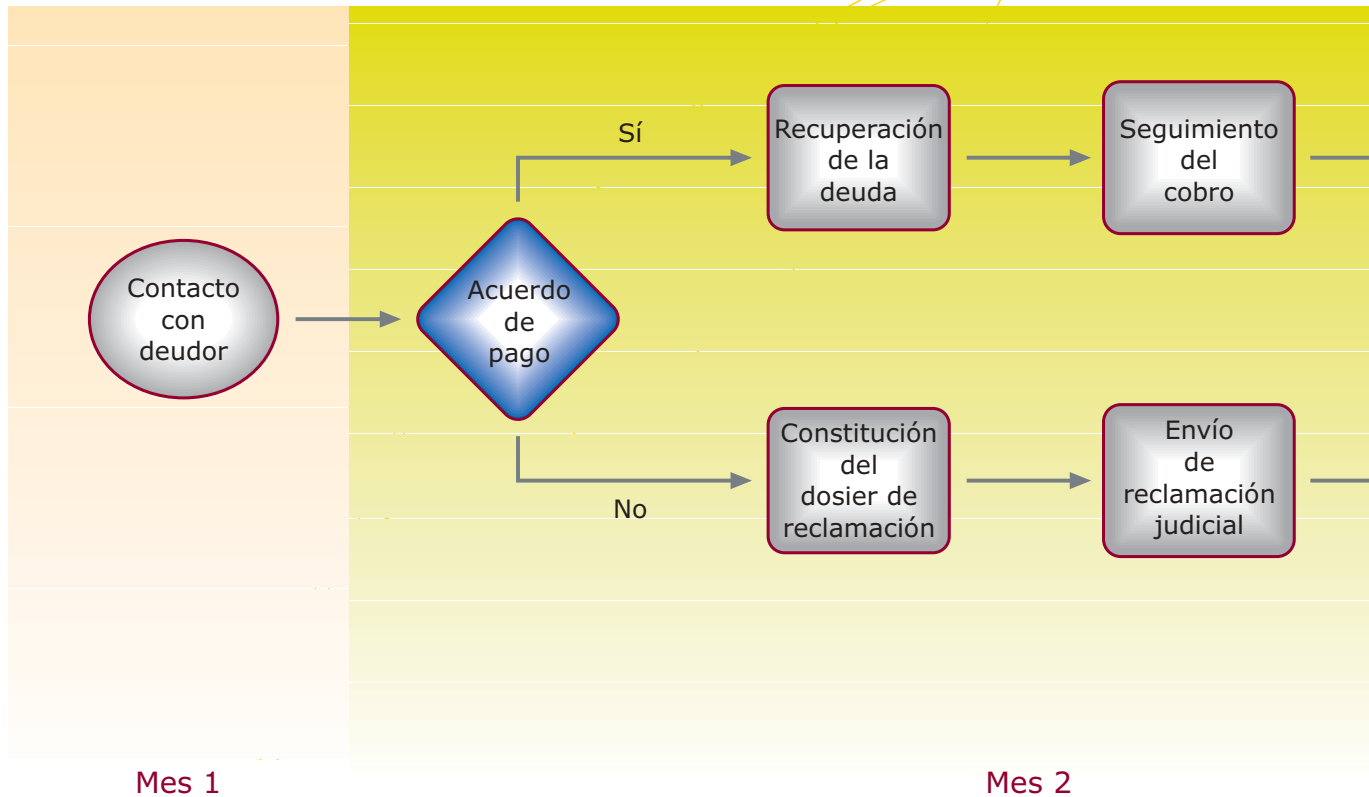 Contacto
con
deudor
Acuerdo
de
pago
Sí
Recuperación
de la
deuda
Seguimiento
del
cobro
No
Constitución
del
dosier de
reclamación
Envío
de
reclamación
judicial
Mes 1
Mes 2